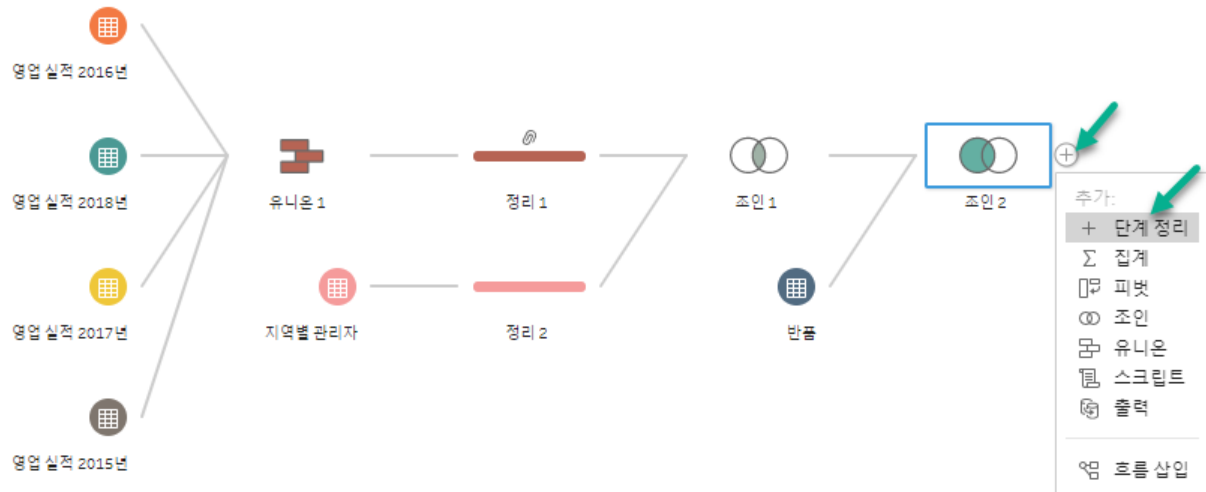 영업 실적 2016년
영업 실적 2018년
유니온 1
정리 1
조인 1
조인 2
영업 실적 2017년
지역별 관리자
정리 2
반품
영업 실적 2015년
추가:
단계 정리
집계
피벗
조인
유니온
스크립트
출력
흐름 삽입